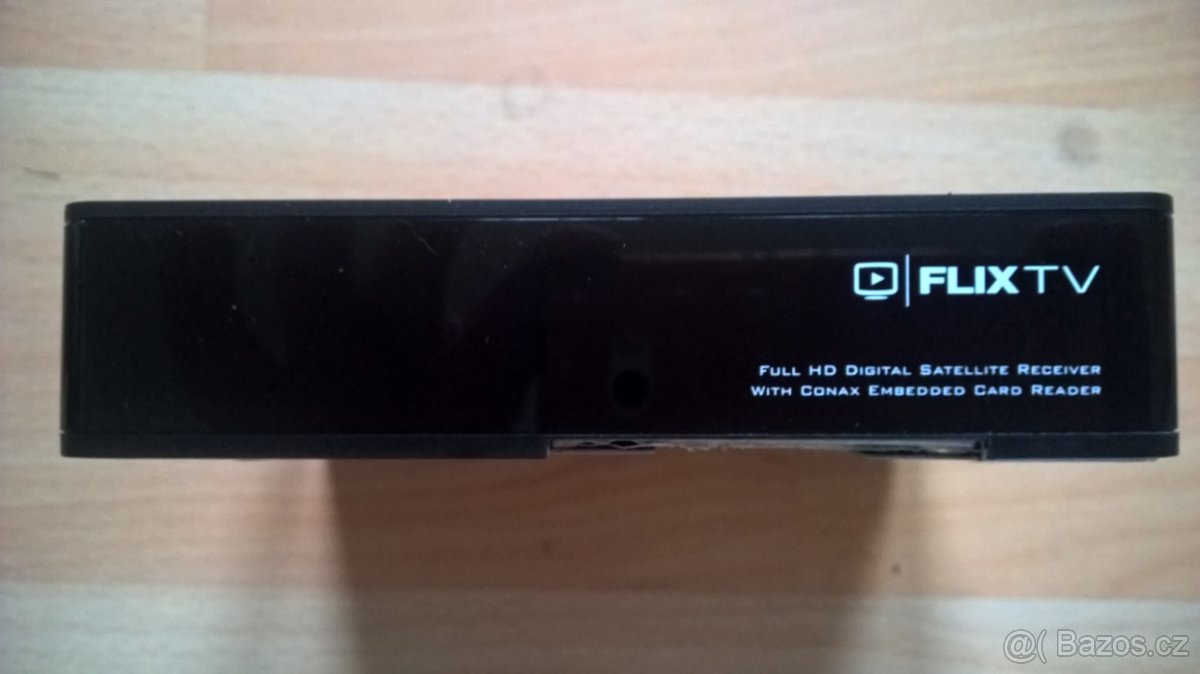 FLIXTV
FULL HD DIGITAL SATELLITE RECEIVER
WITH CONAX EMBEDDED CARD READER
@( Bazos.cz